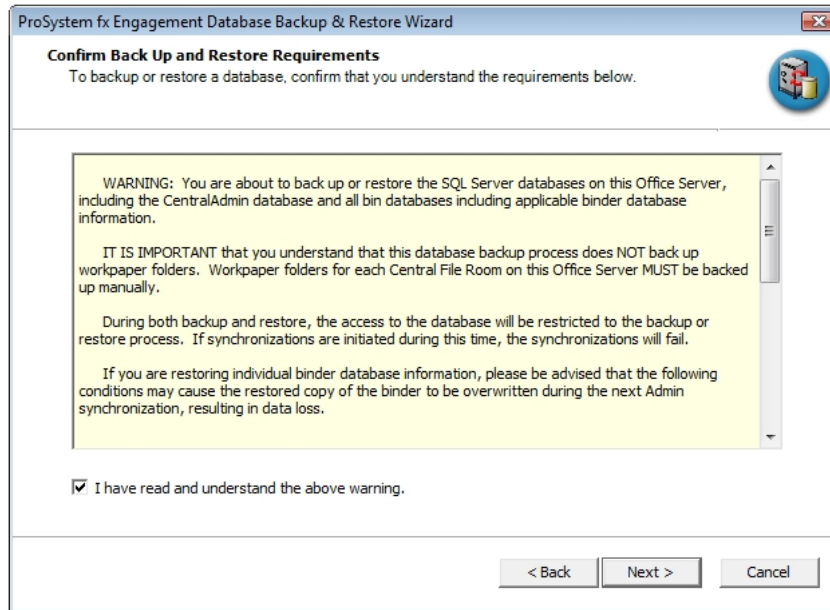 ProSystem fx Engagement Database Backup & Restore Wizard
Confirm Back Up and Restore Requirements
To backup or restore a database, confirm that you understand the requirements below.
WARNING: You are about to back up or restore the SQL Server databases on this Office Server,
including the CentralAdmin database and all bin databases including applicable binder database
information.
IT IS IMPORTANT that you understand that this database backup process does NOT back up
workpaper folders. Workpaper folders for each Central File Room on this Office Server MUST be backed
up manually.
During both backup and restore, the access to the database will be restricted to the backup or
restore process. If synchronizations are initiated during this time, the synchronizations will fail.
If you are restoring individual binder database information, please be advised that the following
conditions may cause the restored copy of the binder to be overwritten during the next Admin
synchronization, resulting in data loss.
I have read and understand the above warning.
< Back Next > Cancel